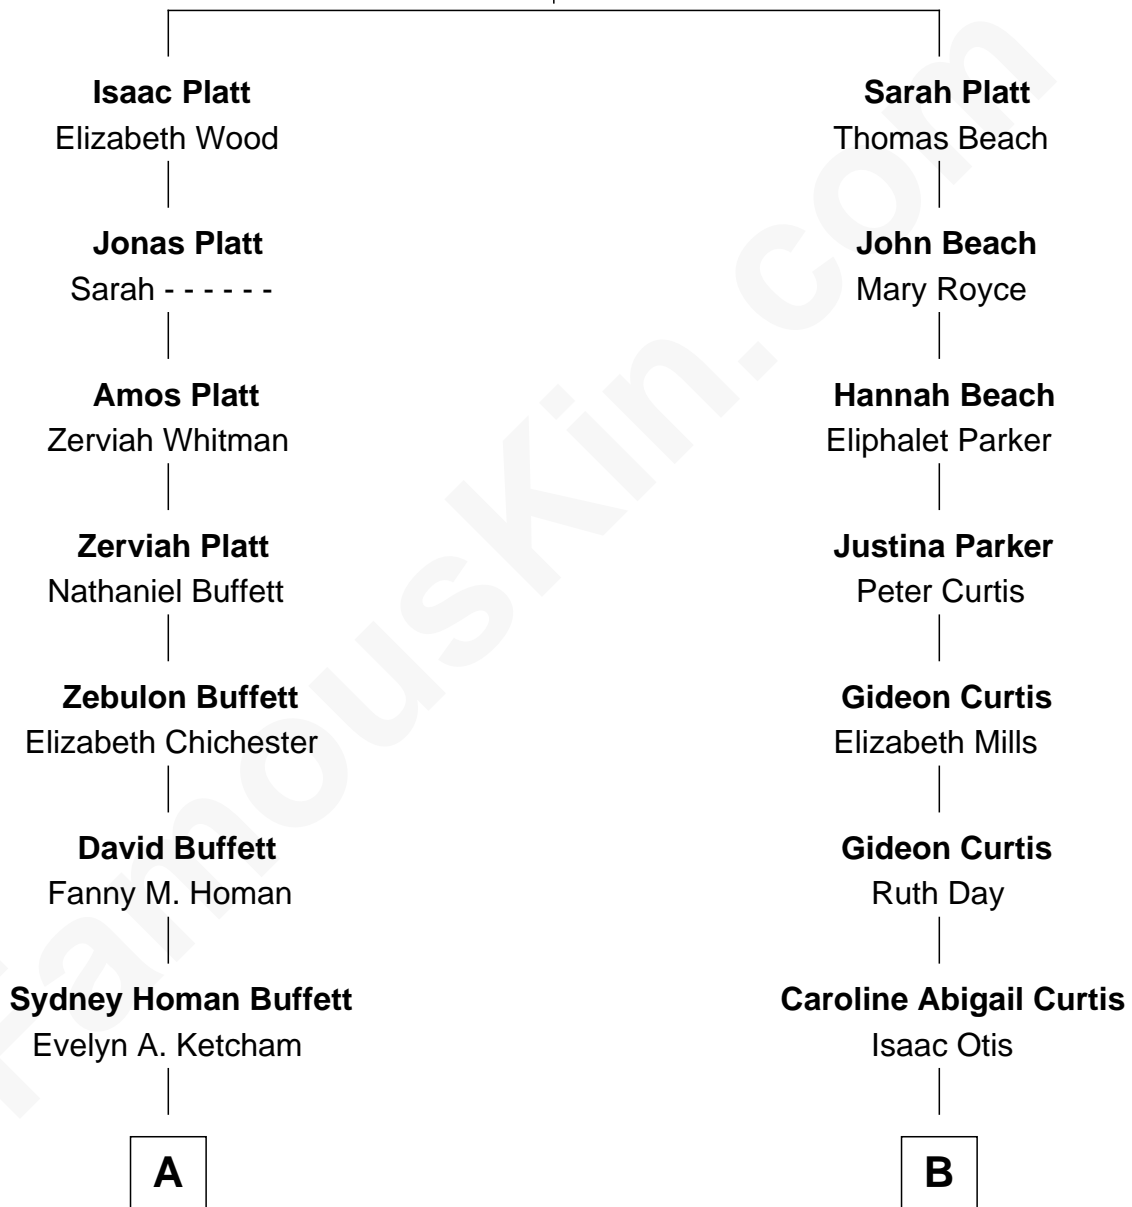 Isaac Platt
Elizabeth Wood
Sarah Platt
Thomas Beach
Jonas Platt
Sarah - - - - - -
John Beach
Mary Royce
Amos Platt
Zerviah Whitman
Hannah Beach
Eliphalet Parker
Zerviah Platt
Nathaniel Buffett
Justina Parker
Peter Curtis
Zebulon Buffett
Elizabeth Chichester
Gideon Curtis
Elizabeth Mills
David Buffett
Fanny M. Homan
Gideon Curtis
Ruth Day
Sydney Homan Buffett
Evelyn A. Ketcham
Caroline Abigail Curtis
Isaac Otis
A
B
FamousKin.com